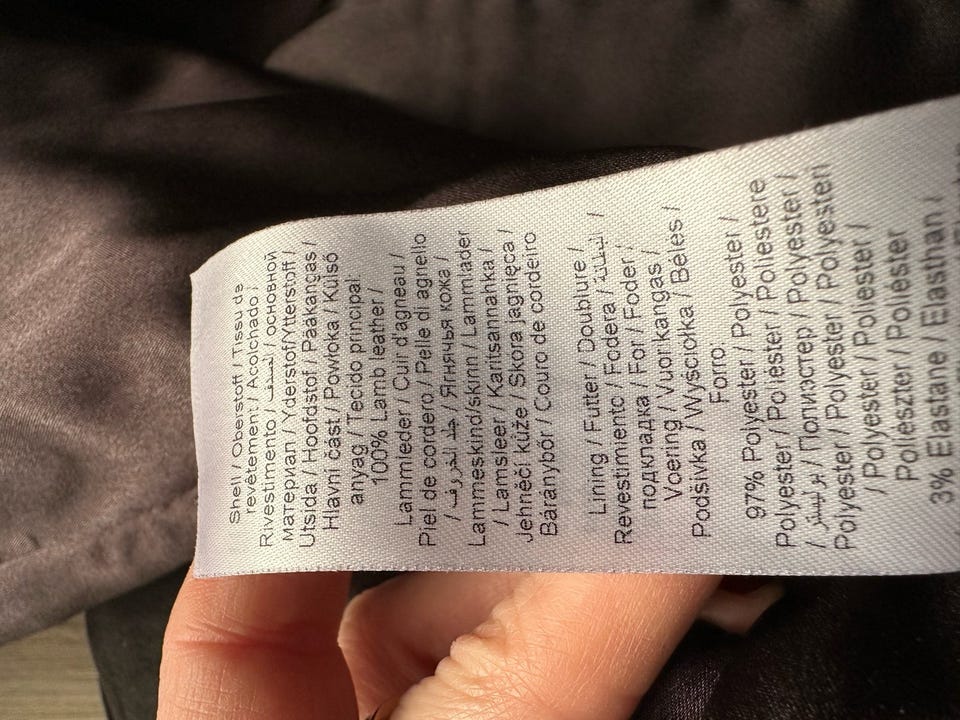 Shell / Oberstoff / Tissu de
revêtement / Acolchado /
Rivestimento / النسيج / основной
материал / Yderstof/Ytterstoff /
Utsida / Hoofdstof / Pääkangas /
Hlavní část / Powłoka / Külső
anyag / Tecido principal:
100% Lamb leather /
Lammleder / Cuir d'agneau /
Piel de cordero / Pelle di agnello
/ جلد الخروف / Ягнячья кожа /
Lammeskind/skinn / Lammläder
/ Lamsleer / Karitsannahka /
Jehněčí kůže / Skóra jagnięca /
Báránybőr / Couro de cordeiro
Lining / Futter / Doublure /
Revestimiento / Fodera / البطانة /
подкладка / For / Foder /
Voering / Vuorikangas /
Podšívka / Wyściółka / Bélés /
Forro:
97% Polyester / Polyester /
Polyester / Poliéster / Poliestere
/ بوليستر / Полиэстер / Polyester /
Polyester / Polyester / Polyesteri
/ Polyester / Poliester /
Poliészter / Poliéster
3% Elastane / Elasthan /